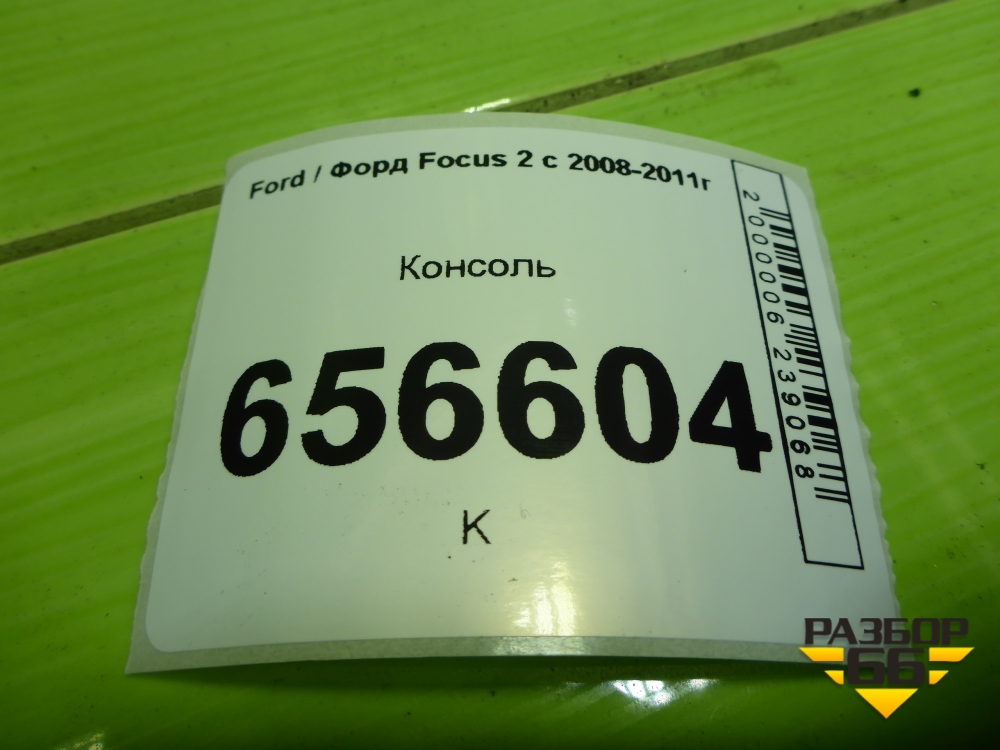 Ford / Форд Focus 2 с 2008-2011г
Консоль
656604
К
2000006239068
РАЗБОР
66